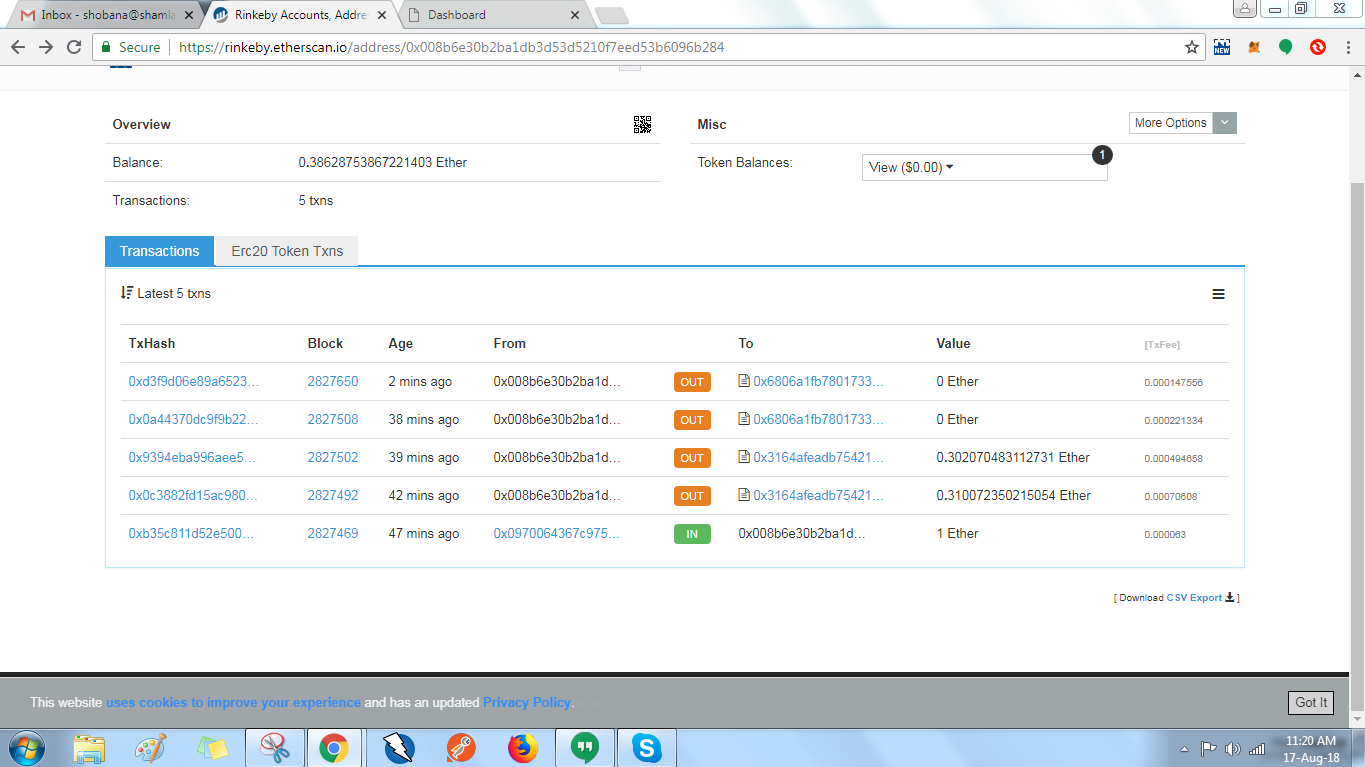 Inbox - shobana@shamla
Rinkeby Accounts, Addre
Dashboard
Secure
https://rinkeby.etherscan.io/address/0x008b6e30b2ba1db3d53d5210f7eed53b6096b284
NEW
Overview
Misc
More Options
Balance:
0.38628753867221403 Ether
Token Balances:
View ($0.00)
1
Transactions:
5 txns
Transactions
Erc20 Token Txns
Latest 5 txns
TxHash Block Age From To Value [TxFee]
0xd3f9d06e89a6523... 2827650 2 mins ago 0x008b6e30b2ba1d... OUT 0x6806a1fb7801733... 0 Ether 0.000147556
0x0a44370dc9f9b22... 2827508 38 mins ago 0x008b6e30b2ba1d... OUT 0x6806a1fb7801733... 0 Ether 0.000221334
0x9394eba996aee5... 2827502 39 mins ago 0x008b6e30b2ba1d... OUT 0x3164afeadb75421... 0.302070483112731 Ether 0.000494658
0x0c3882fd15ac980... 2827492 42 mins ago 0x008b6e30b2ba1d... OUT 0x3164afeadb75421... 0.310072350215054 Ether 0.00070608
0xb35c811d52e500... 2827469 47 mins ago 0x0970064367c975... IN 0x008b6e30b2ba1d... 1 Ether 0.000063
[ Download CSV Export ]
This website uses cookies to improve your experience and has an updated Privacy Policy.
Got It
11:20 AM
17-Aug-18